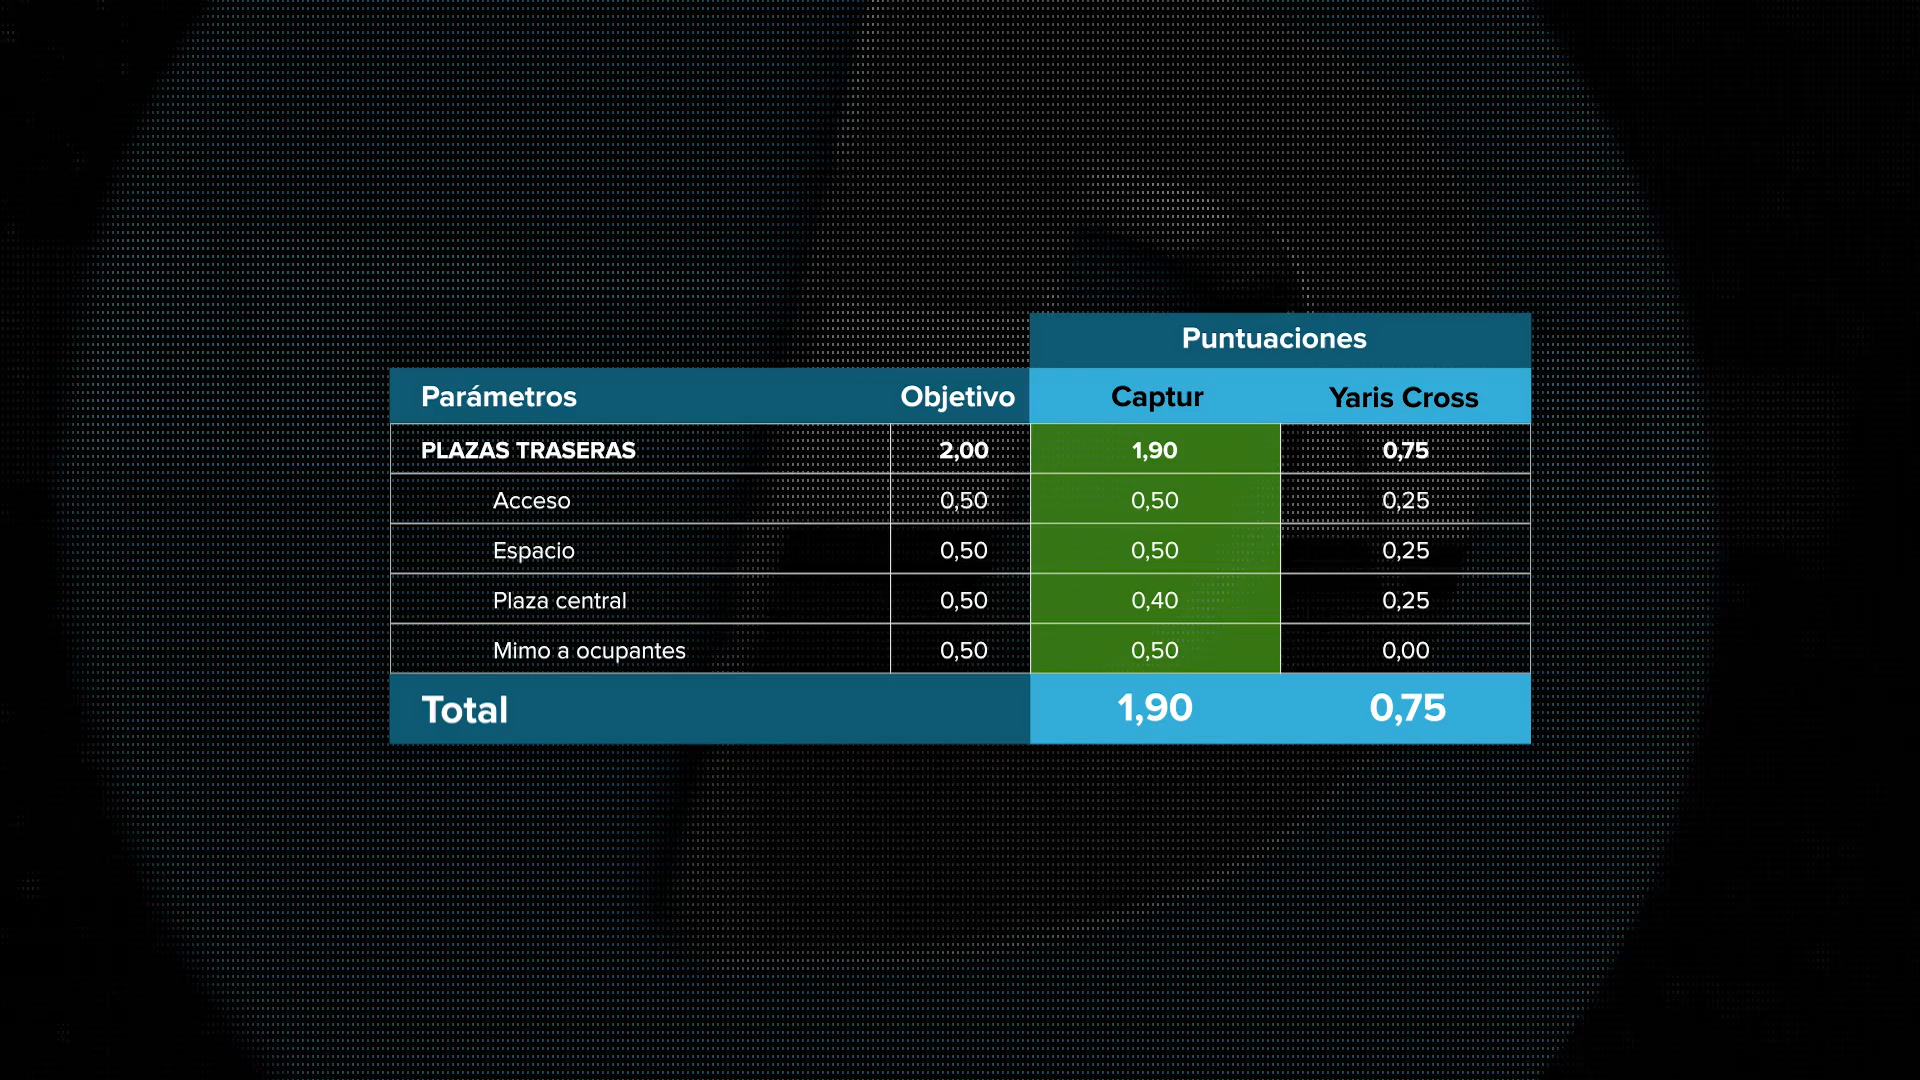 Puntuaciones
Parámetros Objetivo Captur Yaris Cross
PLAZAS TRASERAS 2,00 1,90 0,75
Acceso 0,50 0,50 0,25
Espacio 0,50 0,50 0,25
Plaza central 0,50 0,40 0,25
Mimo a ocupantes 0,50 0,50 0,00
Total 1,90 0,75